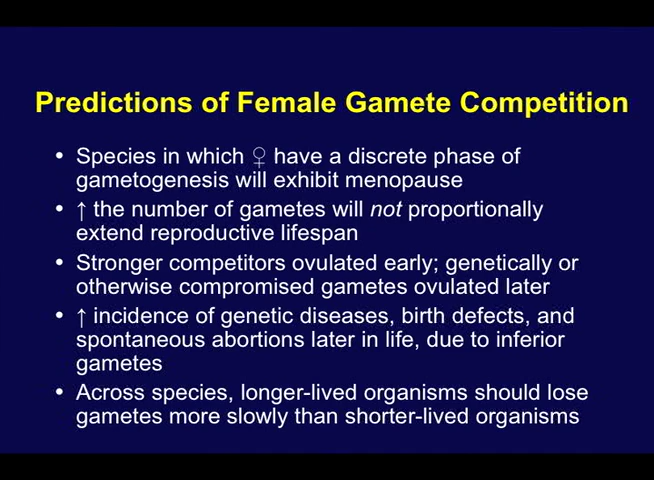 Predictions of Female Gamete Competition
• Species in which ♀ have a discrete phase of
gametogenesis will exhibit menopause
• ↑ the number of gametes will not proportionally
extend reproductive lifespan
• Stronger competitors ovulated early; genetically or
otherwise compromised gametes ovulated later
• ↑ incidence of genetic diseases, birth defects, and
spontaneous abortions later in life, due to inferior
gametes
• Across species, longer-lived organisms should lose
gametes more slowly than shorter-lived organisms